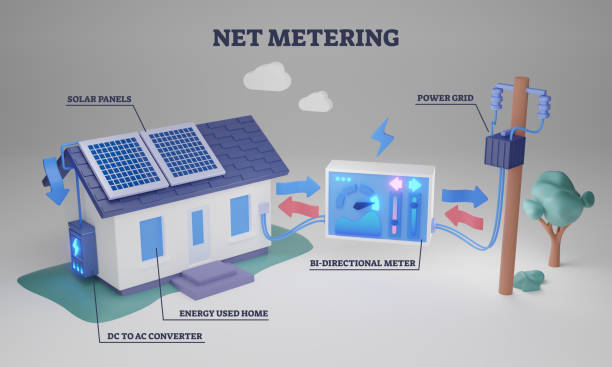 NET METERING
SOLAR PANELS
POWER GRID
BI-DIRECTIONAL METER
ENERGY USED HOME
DC TO AC CONVERTER